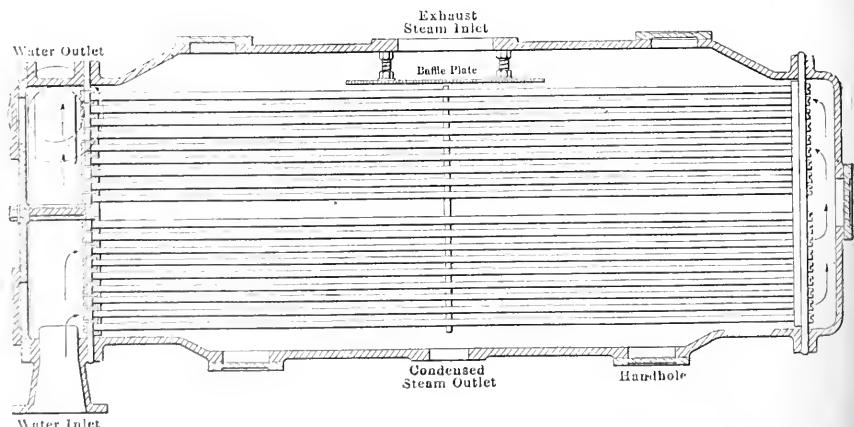 Exhaust
Steam Inlet
Water Outlet
Baffle Plate
Condensed
Steam Outlet
Handhole
Water Inlet